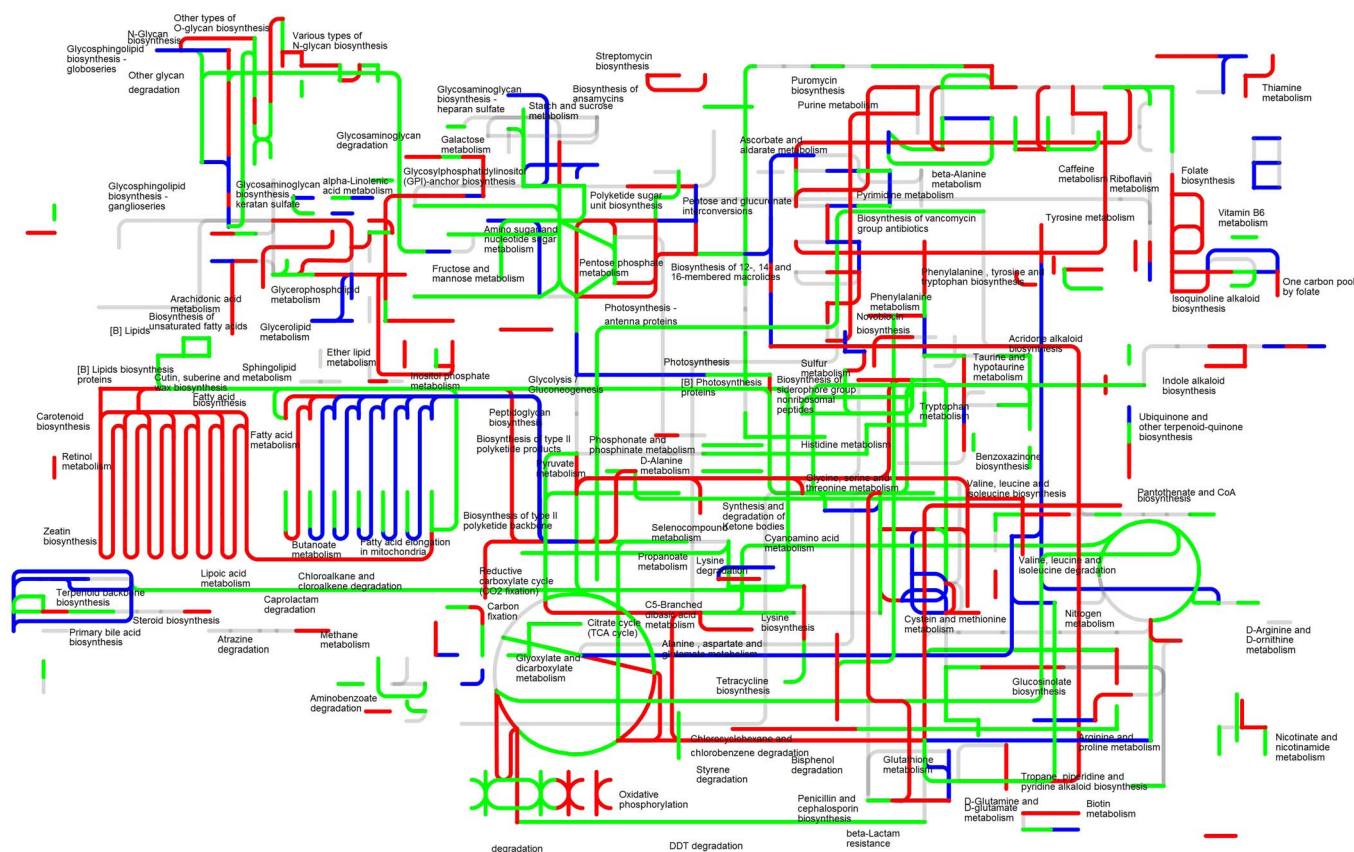 Other types of
O-glycan biosynthesis
N-Glycan
biosynthesis
Various types of
N-glycan biosynthesis
Glycosphingolipid
biosynthesis -
globoseries
Other glycan
degradation
Streptomycin
biosynthesis
Puromycin
biosynthesis
Purine metabolism
Thiamine
metabolism
Glycosaminoglycan
biosynthesis -
heparan sulfate
Biosynthesis of
ansamycins
Starch and sucrose
metabolism
Glycosaminoglycan
degradation
Galactose
metabolism
Ascorbate and
aldarate metabolism
Glycosylphosphatidylinositol
(GPI)-anchor biosynthesis
beta-Alanine
metabolism
Caffeine
metabolism
Riboflavin
metabolism
Folate
biosynthesis
Glycosphingolipid
biosynthesis -
ganglioseries
Glycosaminoglycan
biosynthesis -
keratan sulfate
alpha-Linolenic
acid metabolism
Polyketide sugar
unit biosynthesis
Pentose and glucuronate
interconversions
Pyrimidine metabolism
Biosynthesis of vancomycin
group antibiotics
Tyrosine metabolism
Vitamin B6
metabolism
Amino sugar and
nucleotide sugar
metabolism
Fructose and
mannose metabolism
Pentose phosphate
metabolism
Biosynthesis of 12-, 14- and
16-membered macrolides
Phenylalanine , tyrosine and
tryptophan biosynthesis
One carbon pool
by folate
Isoquinoline alkaloid
biosynthesis
Arachidonic acid
metabolism
Glycerophospholipid
metabolism
Biosynthesis of
unsaturated fatty acids
[B] Lipids
Glycerolipid
metabolism
Photosynthesis -
antenna proteins
Phenylalanine
metabolism
Novobiocin
biosynthesis
Acridone alkaloid
biosynthesis
Ether lipid
metabolism
Photosynthesis
Sulfur
metabolism
Taurine and
hypotaurine
metabolism
[B] Lipids biosynthesis
proteins
Sphingolipid
metabolism
Cutin, suberine and
wax biosynthesis
Inositol phosphate
metabolism
Glycolysis /
Gluconeogenesis
[B] Photosynthesis
proteins
Biosynthesis of
siderophore group
nonribosomal
peptides
Indole alkaloid
biosynthesis
Fatty acid
biosynthesis
Carotenoid
biosynthesis
Peptidoglycan
biosynthesis
Tryptophan
metabolism
Ubiquinone and
other terpenoid-quinone
biosynthesis
Fatty acid
metabolism
Biosynthesis of type II
polyketide products
Phosphonate and
phosphinate metabolism
Histidine metabolism
Benzoxazinone
biosynthesis
Retinol
metabolism
Pyruvate
metabolism
D-Alanine
metabolism
Glycine, serine and
threonine metabolism
Valine, leucine and
isoleucine biosynthesis
Pantothenate and CoA
biosynthesis
Zeatin
biosynthesis
Biosynthesis of type II
polyketide backbone
Synthesis and
degradation of
Ketone bodies
Selenocompound
metabolism
Cyanoamino acid
metabolism
Butanoate
metabolism
Fatty acid elongation
in mitochondria
Propanoate
metabolism
Lysine
degradation
Valine, leucine and
isoleucine degradation
Lipoic acid
metabolism
Terpenoid backbone
biosynthesis
Chloroalkane and
cloroalkene degradation
Reductive
carboxylate cycle
(CO2 fixation)
Caprolactam
degradation
Carbon
fixation
C5-Branched
dibasic acid
metabolism
Lysine
biosynthesis
Cystein and methionine
metabolism
Nitrogen
metabolism
Steroid biosynthesis
Primary bile acid
biosynthesis
Atrazine
degradation
Methane
metabolism
Citrate cycle
(TCA cycle)
Alanine , aspartate and
glutamate metabolism
D-Arginine and
D-ornithine
metabolism
Glyoxylate and
dicarboxylate
metabolism
Tetracycline
biosynthesis
Glucosinolate
biosynthesis
Aminobenzoate
degradation
Chlorocyclohexane and
chlorobenzene degradation
Arginine and
proline metabolism
Nicotinate and
nicotinamide
metabolism
Bisphenol
degradation
Glutathione
metabolism
Styrene
degradation
Tropane, piperidine and
pyridine alkaloid biosynthesis
Oxidative
phosphorylation
Penicillin and
cephalosporin
biosynthesis
D-Glutamine and
D-glutamate
metabolism
Biotin
metabolism
beta-Lactam
resistance
degradation
DDT degradation